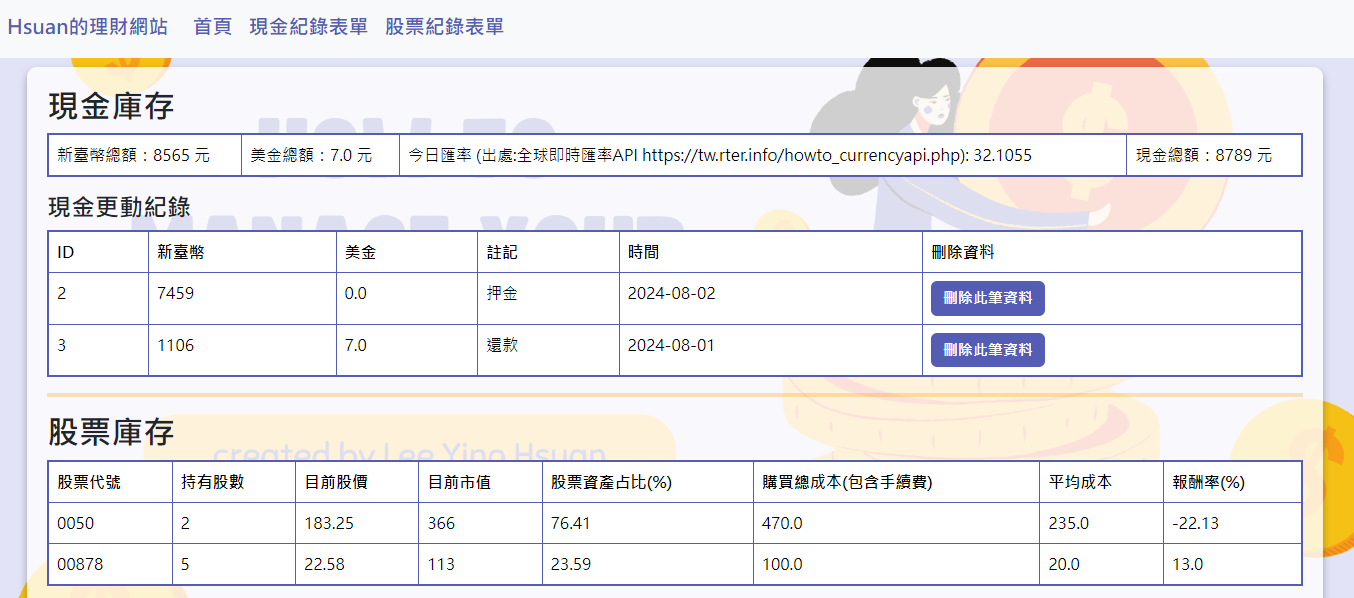 Hsuan的理財網站 首頁 現金紀錄表單 股票紀錄表單
現金庫存
新臺幣總額：8565 元 美金總額：7.0 元 今日匯率 (出處:全球即時匯率API https://tw.rter.info/howto_currencyapi.php): 32.1055 現金總額：8789 元
HOW TO
現金更動紀錄
MANAGE YOUR
ID 新臺幣 美金 註記 時間 刪除資料
2 7459 0.0 押金 2024-08-02 刪除此筆資料
3 1106 7.0 還款 2024-08-01 刪除此筆資料
股票庫存
created by Lee Ying Hsuan
股票代號 持有股數 目前股價 目前市值 股票資產占比(%) 購買總成本(包含手續費) 平均成本 報酬率(%)
0050 2 183.25 366 76.41 470.0 235.0 -22.13
00878 5 22.58 113 23.59 100.0 20.0 13.0